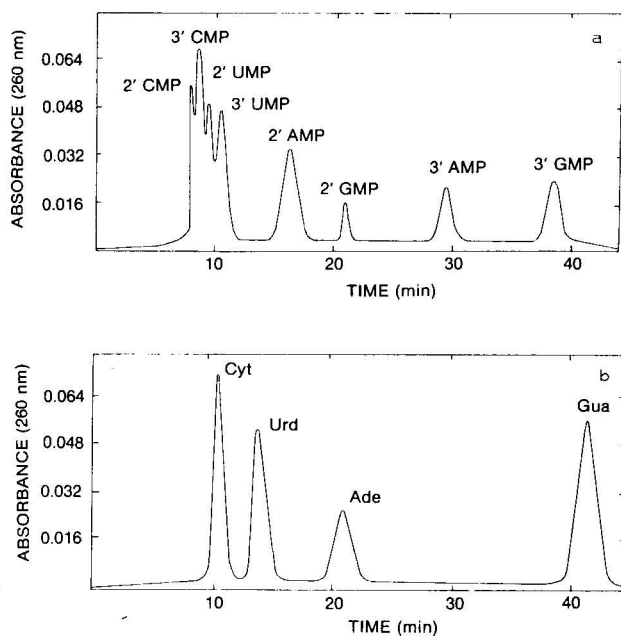 a
3' CMP
0.064
2' CMP
2' UMP
0.048
3' UMP
2' AMP
0.032
2' GMP
3' AMP
3' GMP
0.016
ABSORBANCE (260 nm)
10
20
30
40
TIME (min)
b
Cyt
Gua
0.064
Urd
0.048
Ade
0.032
0.016
ABSORBANCE (260 nm)
10
20
30
40
TIME (min)